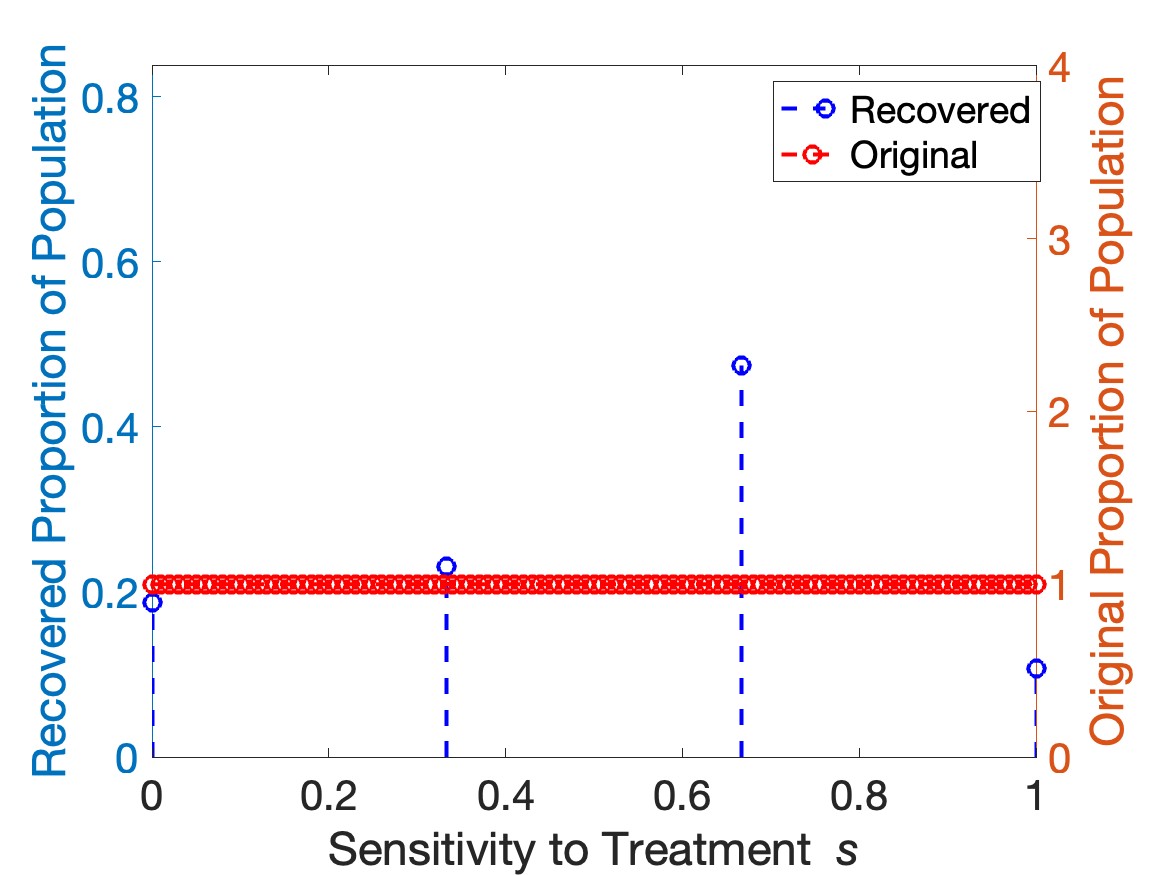 Recovered Proportion of Population
0.8
0.6
0.4
0.2
0
4
3
2
1
0
Original Proportion of Population
Recovered
Original
0 0.2 0.4 0.6 0.8 1
Sensitivity to Treatment s